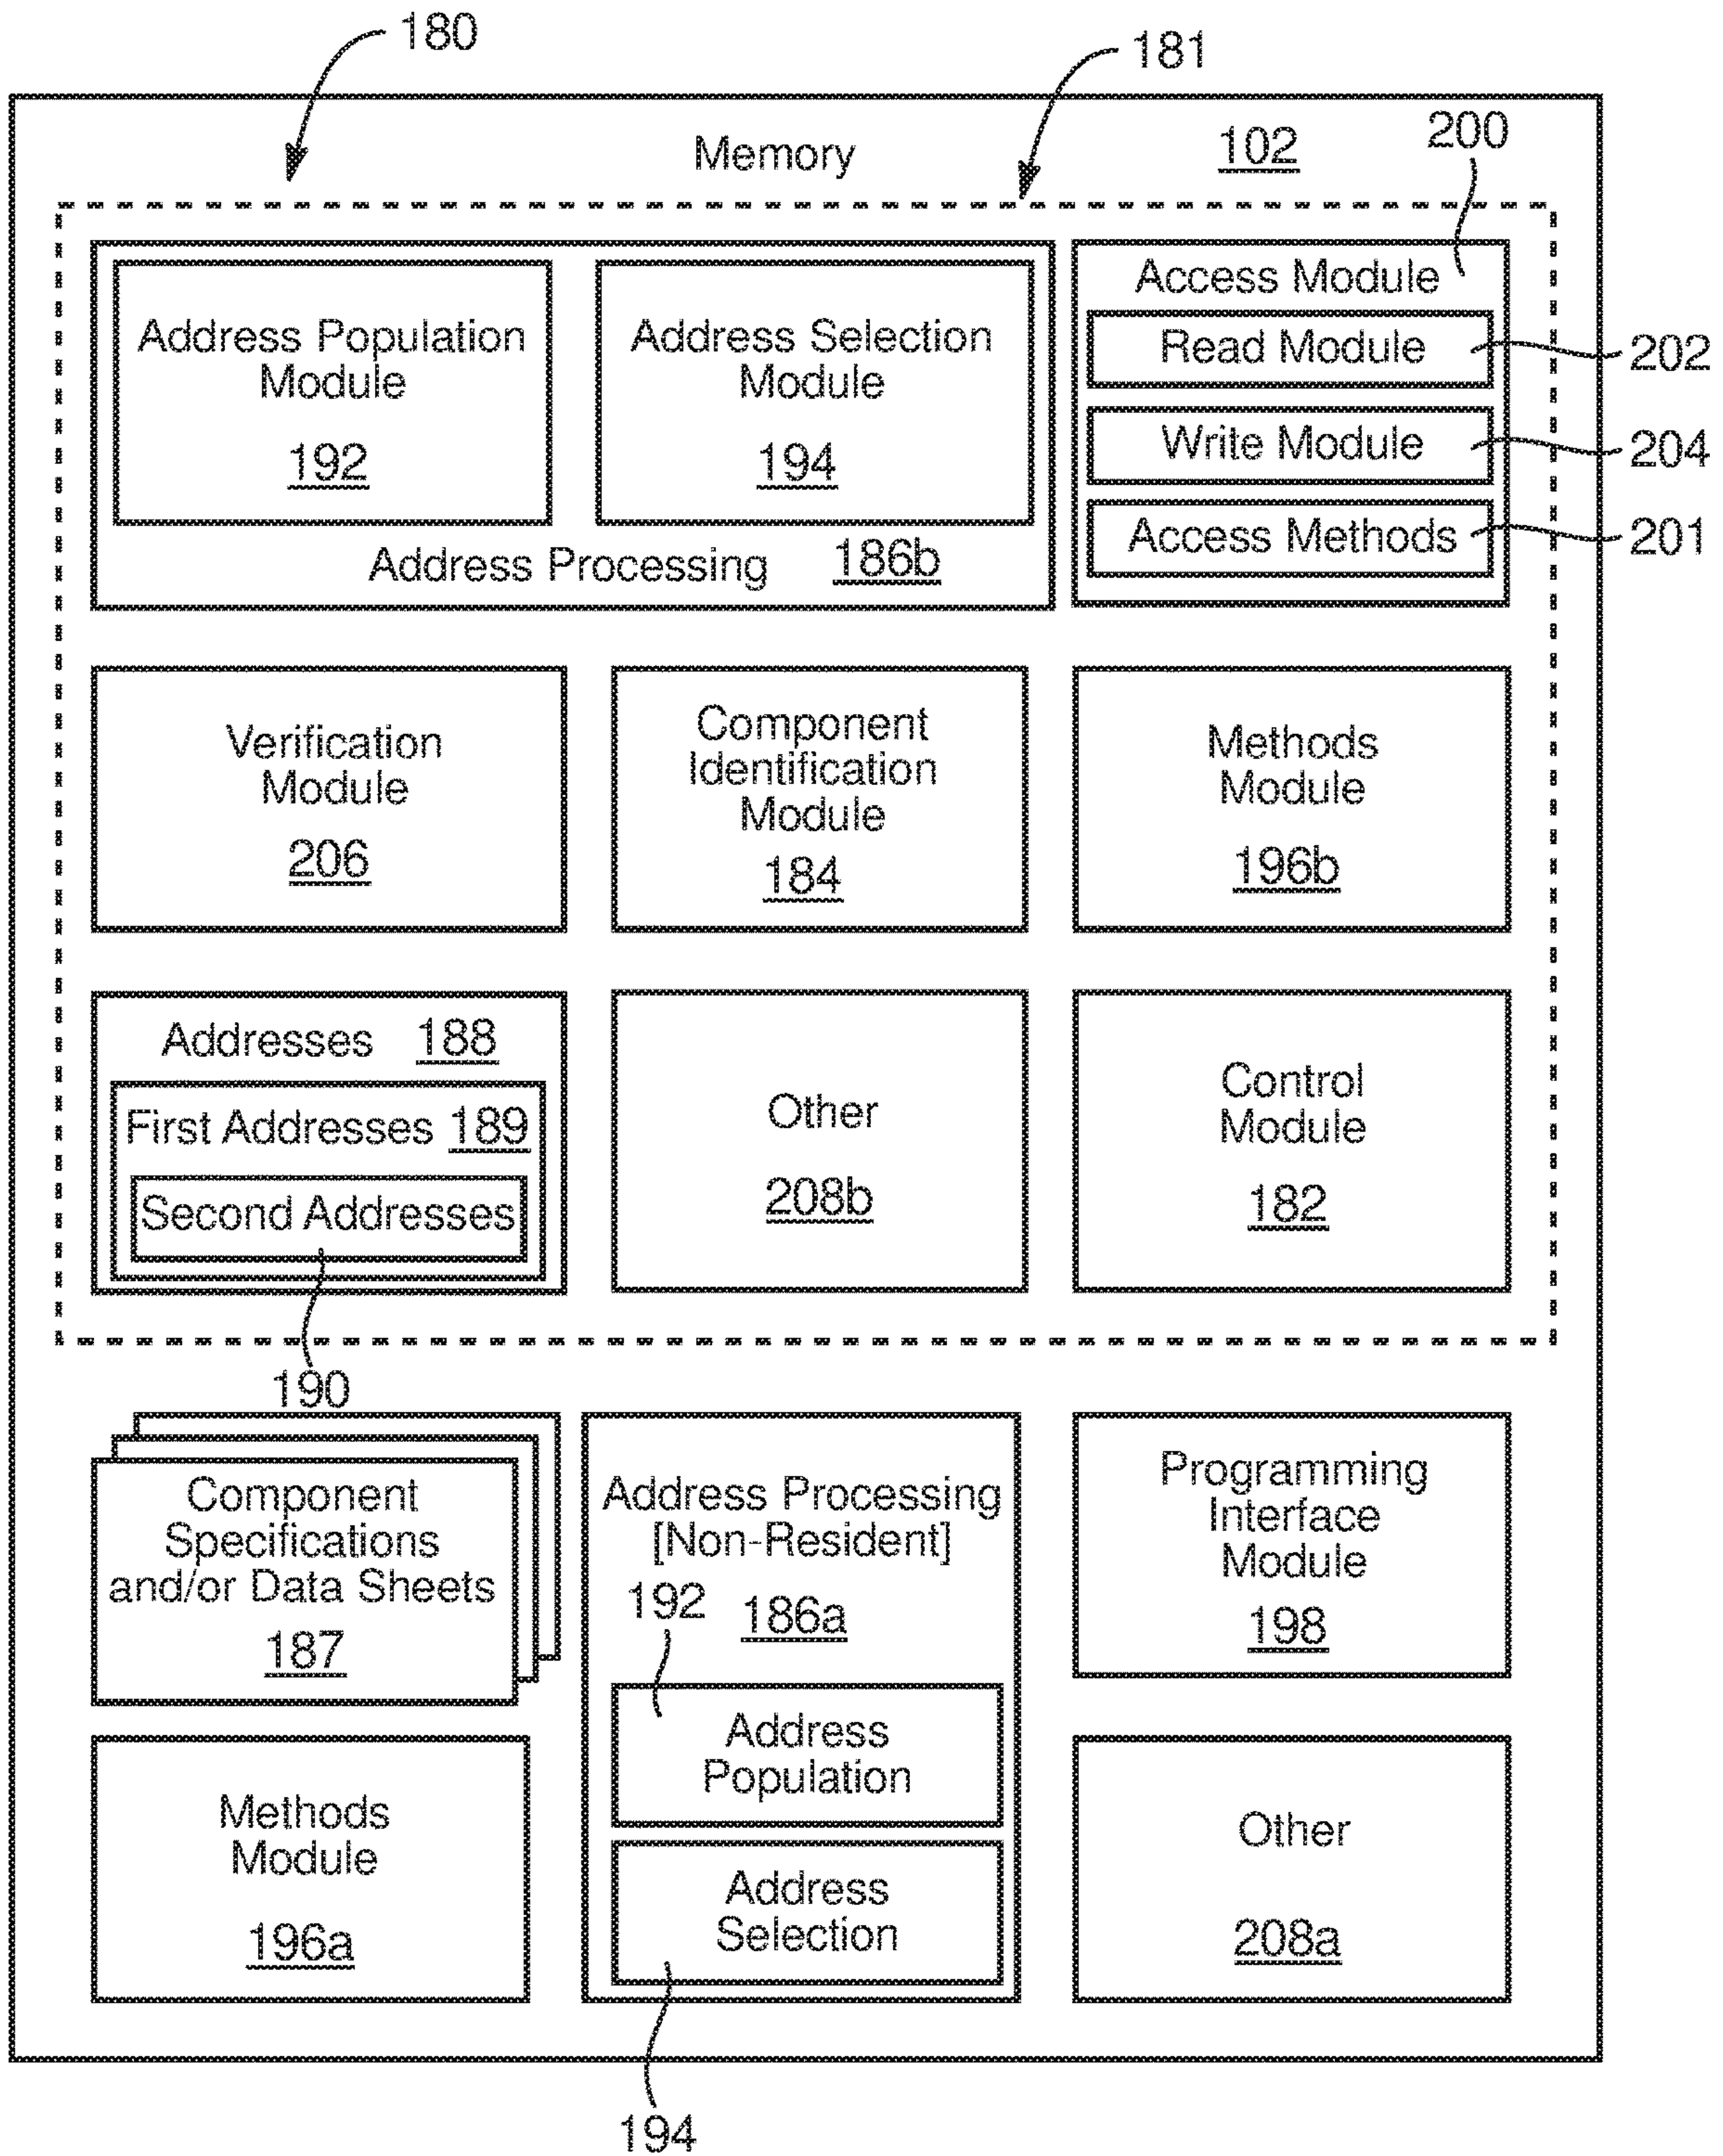 180
181
Memory 102
200
Address Population
Module
192
Address Selection
Module
194
Address Processing 186b
Access Module
Read Module
202
Write Module
204
Access Methods
201
Verification
Module
206
Component
Identification
Module
184
Methods
Module
196b
Addresses 188
First Addresses 189
Second Addresses
190
Other
208b
Control
Module
182
Component
Specifications
and/or Data Sheets
187
Address Processing
[Non-Resident]
192
186a
Address
Population
Address
Selection
194
Programming
Interface
Module
198
Methods
Module
196a
Other
208a